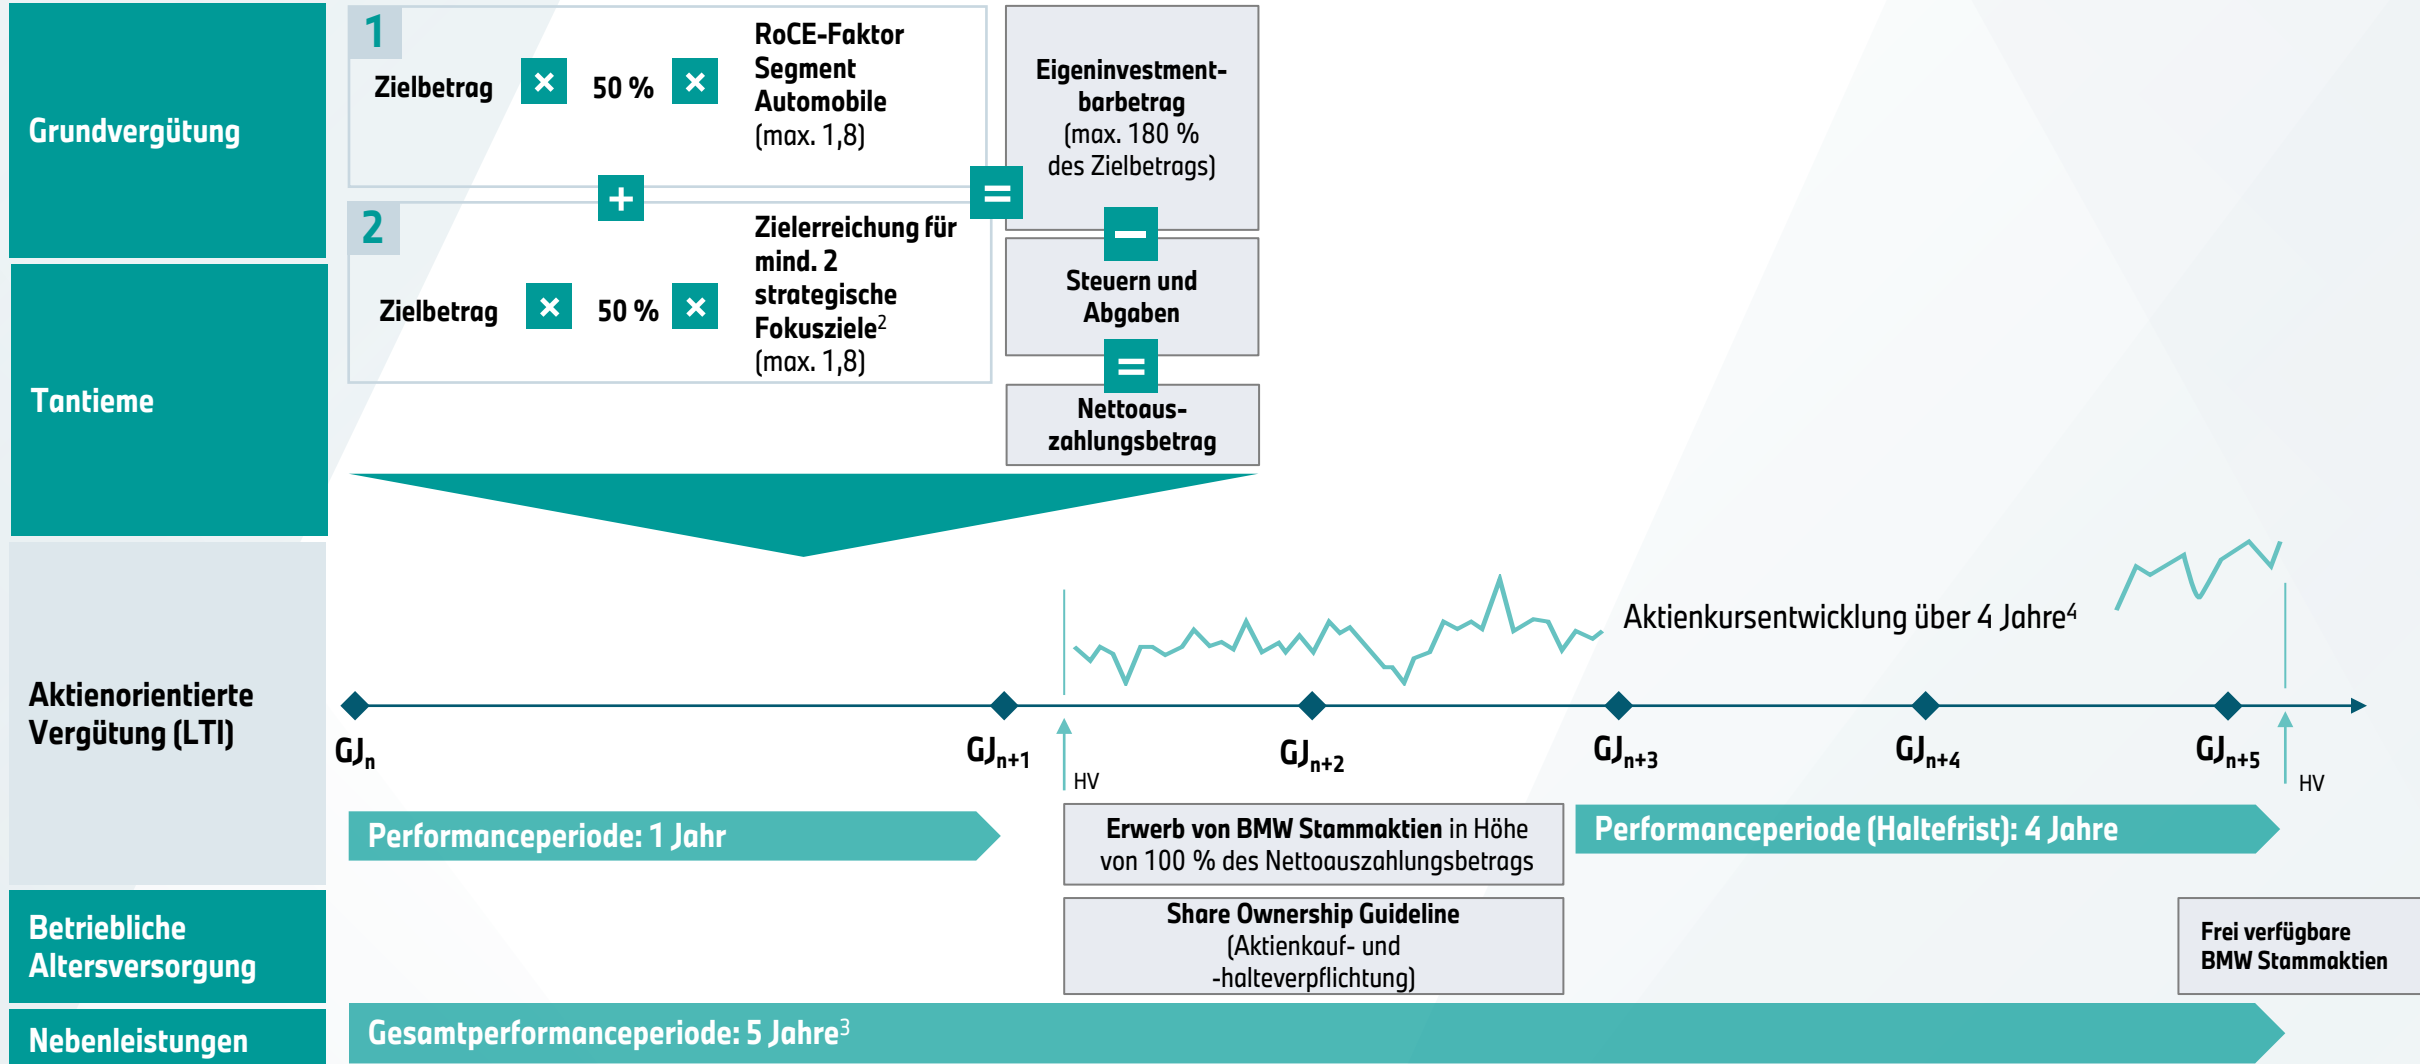 Grundvergütung
Tantieme
Aktienorientierte
Vergütung (LTI)
Betriebliche
Altersversorgung
Nebenleistungen
1
Zielbetrag × 50 % ×
RoCE-Faktor
Segment
Automobile
(max. 1,8)
+
2
Zielbetrag × 50 % ×
Zielerreichung für
mind. 2
strategische
Fokusziele²
(max. 1,8)
=
Eigeninvestment-
barbetrag
(max. 180 %
des Zielbetrags)
–
Steuern und
Abgaben
=
Nettoaus-
zahlungsbetrag
Aktienkursentwicklung über 4 Jahre⁴
GJn
GJn+1
HV
GJn+2
GJn+3
GJn+4
GJn+5
HV
Performanceperiode: 1 Jahr
Erwerb von BMW Stammaktien in Höhe
von 100 % des Nettoauszahlungsbetrags
Performanceperiode (Haltefrist): 4 Jahre
Share Ownership Guideline
(Aktienkauf- und
-halteverpflichtung)
Frei verfügbare
BMW Stammaktien
Gesamtperformanceperiode: 5 Jahre³